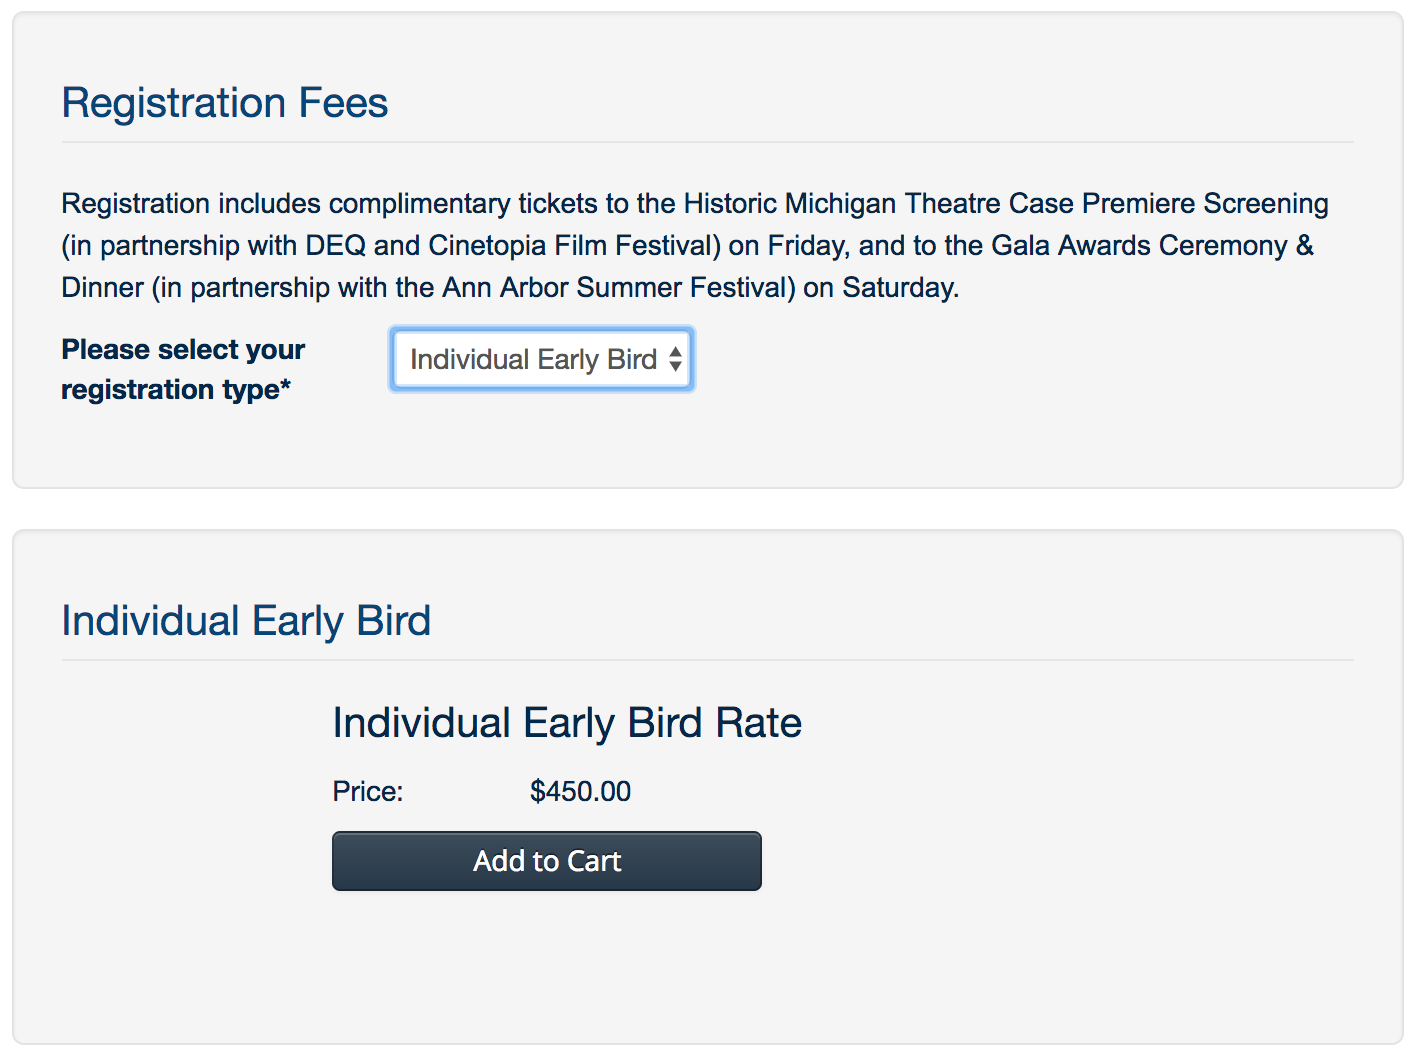 Registration Fees
Registration includes complimentary tickets to the Historic Michigan Theatre Case Premiere Screening
(in partnership with DEQ and Cinetopia Film Festival) on Friday, and to the Gala Awards Ceremony &
Dinner (in partnership with the Ann Arbor Summer Festival) on Saturday.
Please select your
registration type*
Individual Early Bird
Individual Early Bird
Individual Early Bird Rate
Price: $450.00
Add to Cart